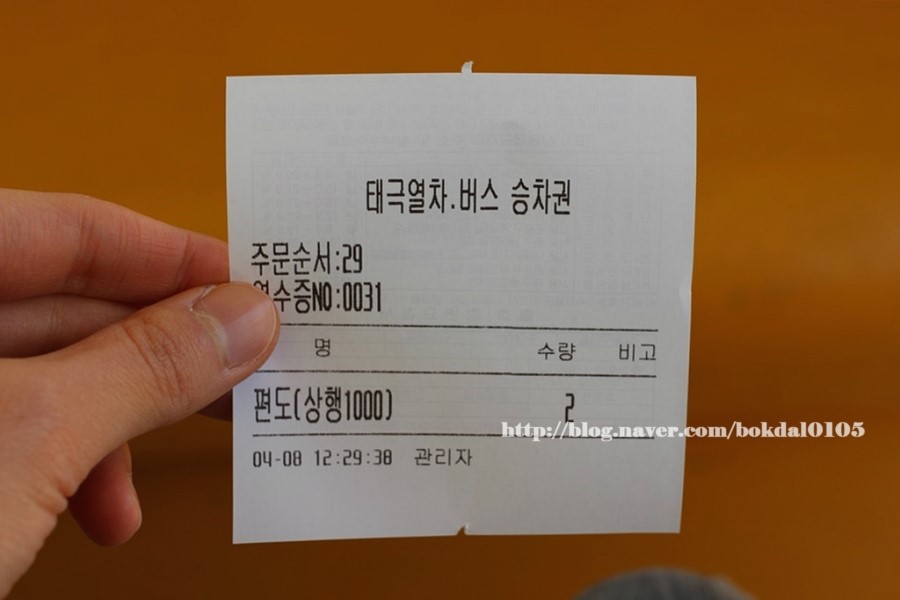 태극열차.버스 승차권
주문순서:29
영수증NO:0031
명 수량 비고
편도(상행1000) 2
http://blog.naver.com/bokdal0105
04-08 12:29:38 관리자